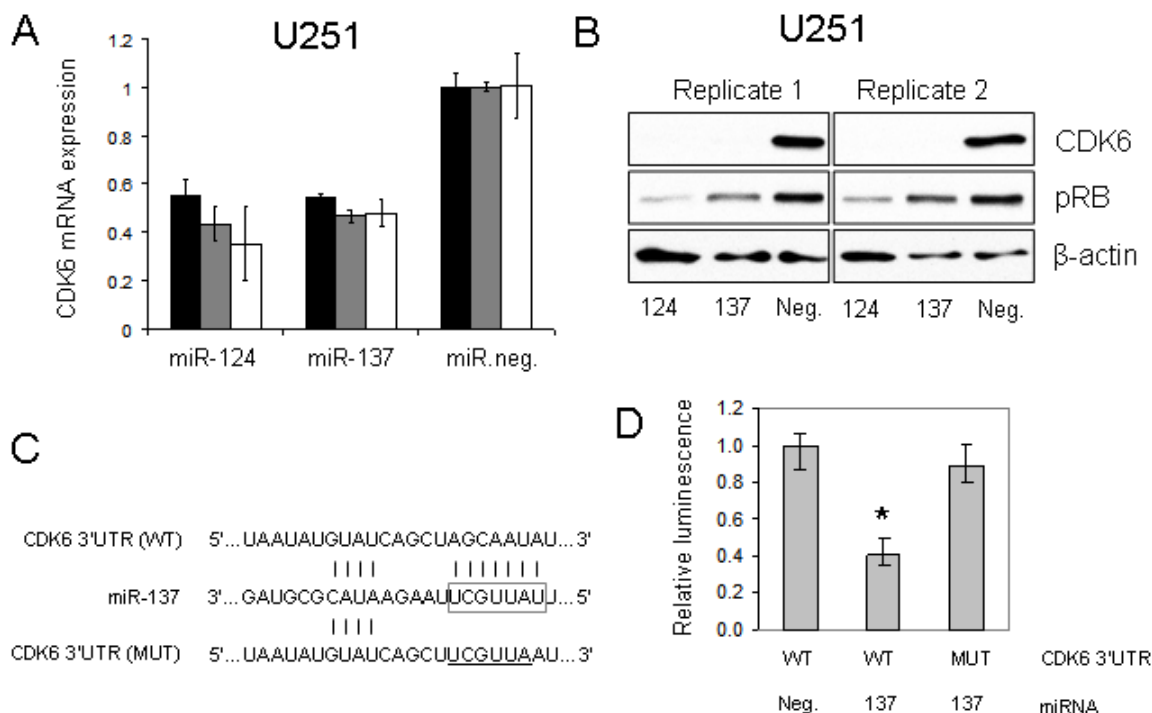 A
U251
CDK6 mRNA expression
1.2
1
0.8
0.6
0.4
0.2
0
miR-124 miR-137 miR.neg.
B
U251
Replicate 1 Replicate 2
CDK6
pRB
β-actin
124 137 Neg. 124 137 Neg.
C
CDK6 3'UTR (WT) 5'...UAAUAUGUAUCAGCUAGCAAUAU...3'
miR-137 3'...GAUGCGCAUAAGAAUUCGUUAUU...5'
CDK6 3'UTR (MUT) 5'...UAAUAUGUAUCAGCUUCGUUAAU...3'
D
Relative luminescence
1.2
1.0
0.8
0.6
0.4
0.2
0.0
*
WT WT MUT CDK6 3'UTR
Neg. 137 137 miRNA